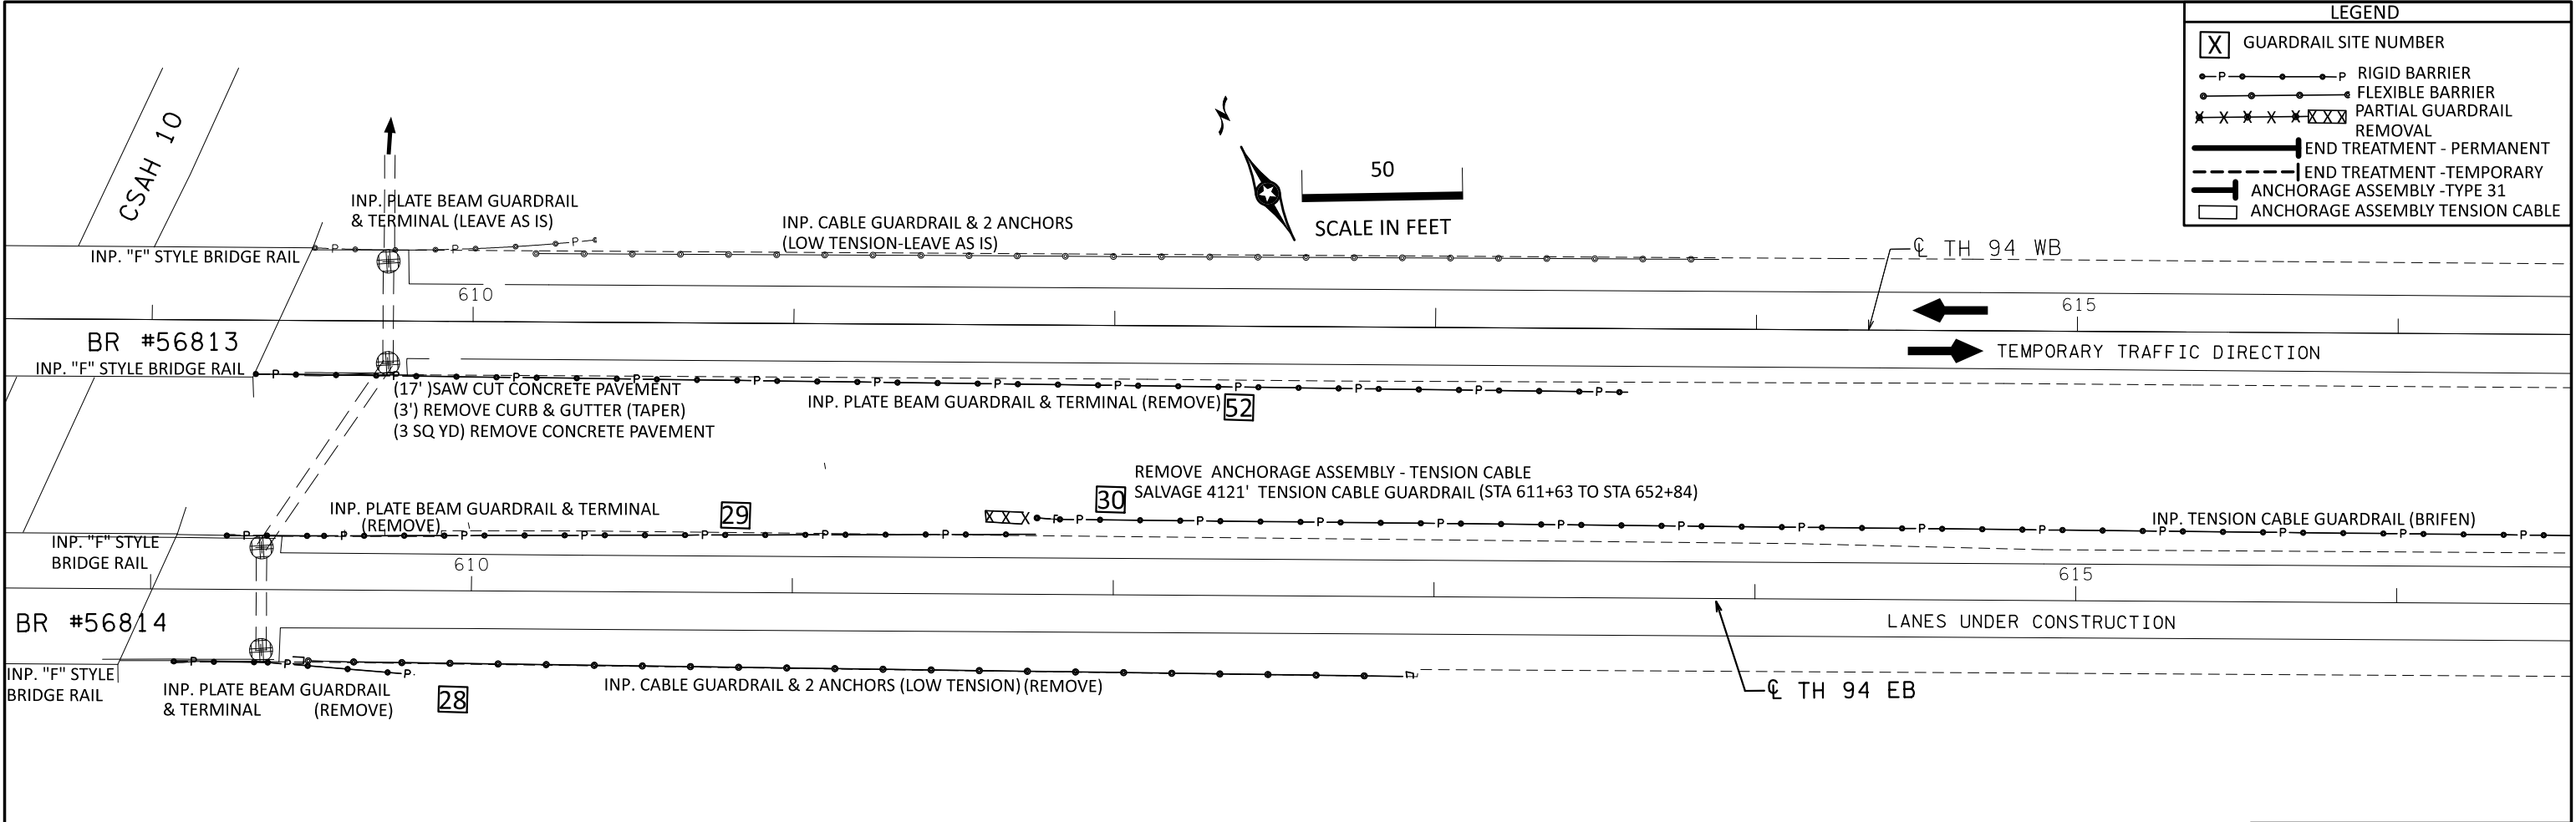 LEGEND
X GUARDRAIL SITE NUMBER
P P RIGID BARRIER
FLEXIBLE BARRIER
X X X X X XXX PARTIAL GUARDRAIL
REMOVAL
END TREATMENT - PERMANENT
END TREATMENT -TEMPORARY
ANCHORAGE ASSEMBLY -TYPE 31
ANCHORAGE ASSEMBLY TENSION CABLE
CSAH 10
50
SCALE IN FEET
INP. PLATE BEAM GUARDRAIL
& TERMINAL (LEAVE AS IS)
INP. CABLE GUARDRAIL & 2 ANCHORS
(LOW TENSION-LEAVE AS IS)
INP. "F" STYLE BRIDGE RAIL
℄ TH 94 WB
610
615
BR #56813
TEMPORARY TRAFFIC DIRECTION
INP. "F" STYLE BRIDGE RAIL
(17' )SAW CUT CONCRETE PAVEMENT
(3') REMOVE CURB & GUTTER (TAPER)
(3 SQ YD) REMOVE CONCRETE PAVEMENT
INP. PLATE BEAM GUARDRAIL & TERMINAL (REMOVE)
52
REMOVE ANCHORAGE ASSEMBLY - TENSION CABLE
30
SALVAGE 4121' TENSION CABLE GUARDRAIL (STA 611+63 TO STA 652+84)
INP. PLATE BEAM GUARDRAIL & TERMINAL
(REMOVE)
29
XXX
INP. TENSION CABLE GUARDRAIL (BRIFEN)
INP. "F" STYLE
BRIDGE RAIL
610
615
BR #56814
LANES UNDER CONSTRUCTION
INP. "F" STYLE
BRIDGE RAIL
INP. PLATE BEAM GUARDRAIL
& TERMINAL (REMOVE)
28
INP. CABLE GUARDRAIL & 2 ANCHORS (LOW TENSION) (REMOVE)
℄ TH 94 EB